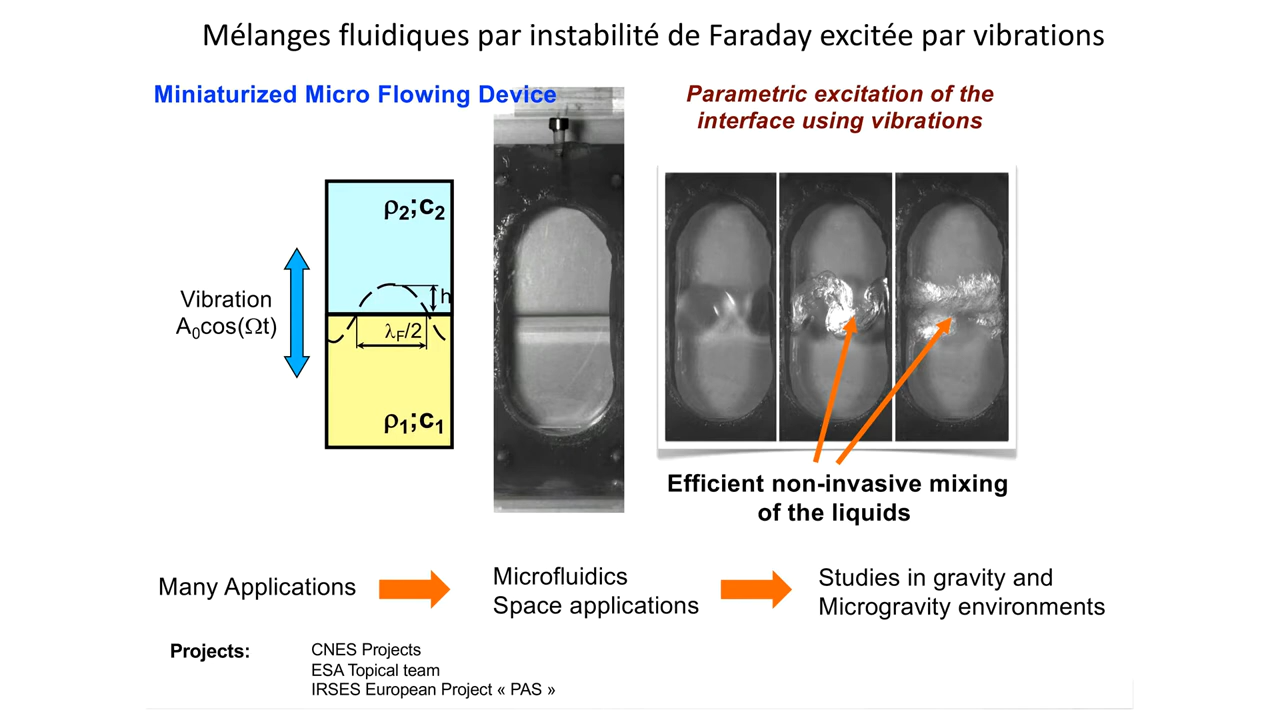 Mélanges fluidiques par instabilité de Faraday excitée par vibrations
Miniaturized Micro Flowing Device
Parametric excitation of the
interface using vibrations
ρ₂;c₂
Vibration
A₀cos(Ωt)
h
λ_F/2
ρ₁;c₁
Efficient non-invasive mixing
of the liquids
Many Applications
Microfluidics
Space applications
Studies in gravity and
Microgravity environments
Projects:
CNES Projects
ESA Topical team
IRSES European Project « PAS »